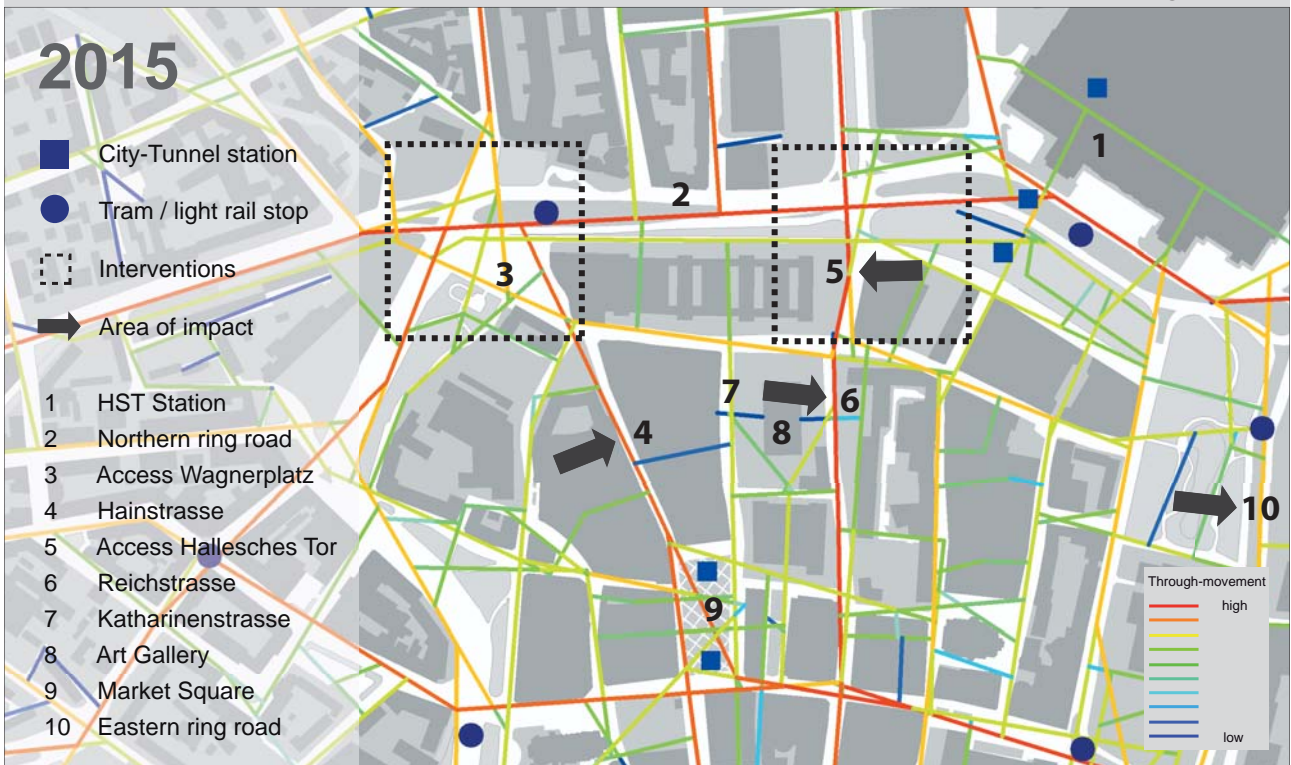 2015
City-Tunnel station
Tram / light rail stop
Interventions
Area of impact
1 HST Station
2 Northern ring road
3 Access Wagnerplatz
4 Hainstrasse
5 Access Hallesches Tor
6 Reichstrasse
7 Katharinenstrasse
8 Art Gallery
9 Market Square
10 Eastern ring road
1
2
3
5
7
6
4
8
10
9
Through-movement
high
low